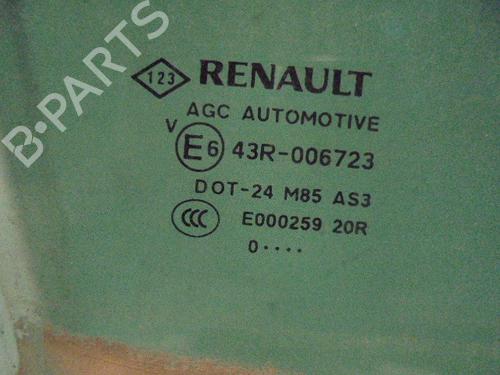 B-PARTS
123 RENAULT
AGC AUTOMOTIVE
V
E6 43R-006723
DOT-24 M85 AS3
CCC E000259 20R
0····